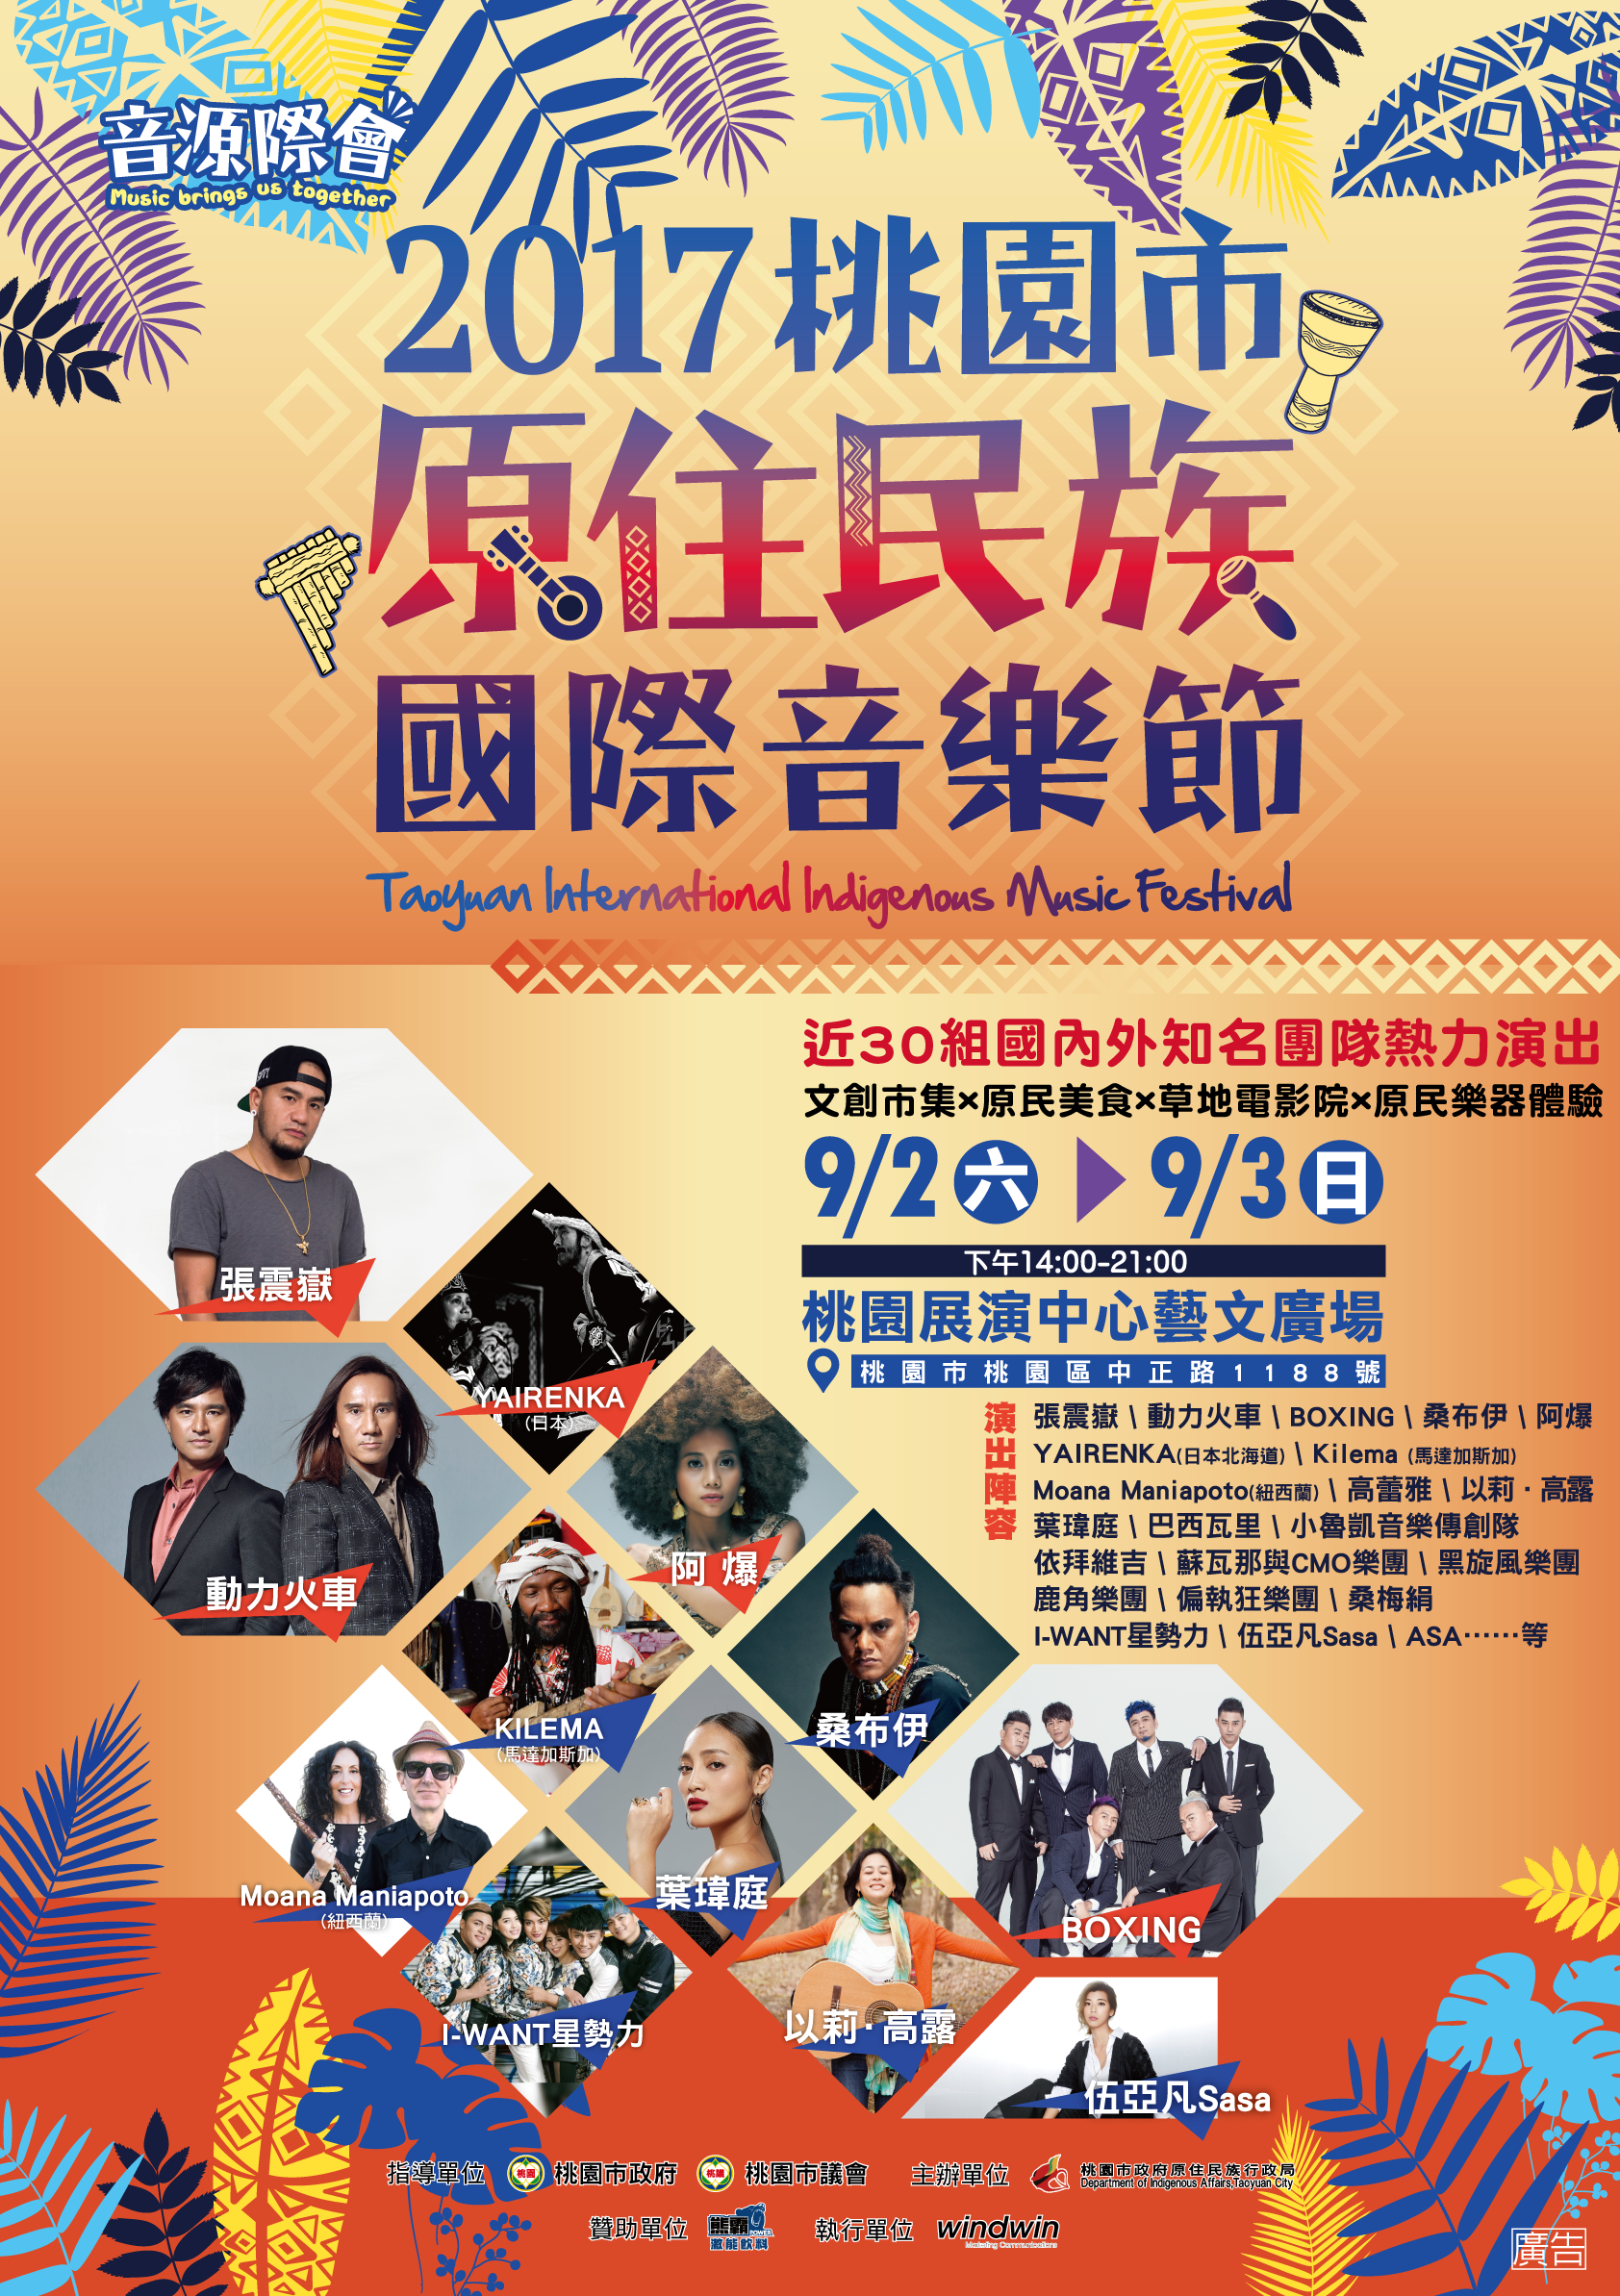 音源際會
Music brings us together
2017桃園市
原住民族
國際音樂節
Taoyuan International Indigenous Music Festival
近30組國內外知名團隊熱力演出
文創市集×原民美食×草地電影院×原民樂器體驗
9/2 六 9/3 日
下午14:00-21:00
桃園展演中心藝文廣場
桃園市桃園區中正路1188號
演出陣容
張震嶽 \ 動力火車 \ BOXING \ 桑布伊 \ 阿爆
YAIRENKA(日本北海道) \ Kilema (馬達加斯加)
Moana Maniapoto(紐西蘭) \ 高蕾雅 \ 以莉・高露
葉瑋庭 \ 巴西瓦里 \ 小魯凱音樂傳創隊
依拜維吉 \ 蘇瓦那與CMO樂團 \ 黑旋風樂團
鹿角樂團 \ 偏執狂樂團 \ 桑梅絹
I-WANT星勢力 \ 伍亞凡Sasa \ ASA……等
張震嶽
YAIRENKA
(日本)
動力火車
阿爆
KILEMA
(馬達加斯加)
桑布伊
Moana Maniapoto
(紐西蘭)
葉瑋庭
BOXING
I-WANT星勢力
以莉・高露
伍亞凡Sasa
指導單位 桃園 桃園市政府 桃議 桃園市議會 主辦單位 桃園市政府原住民族行政局
Department of Indigenous Affairs,Taoyuan City
贊助單位 熊霸 POWER 激能飲料 執行單位 windwin
Marketing Communications
廣告